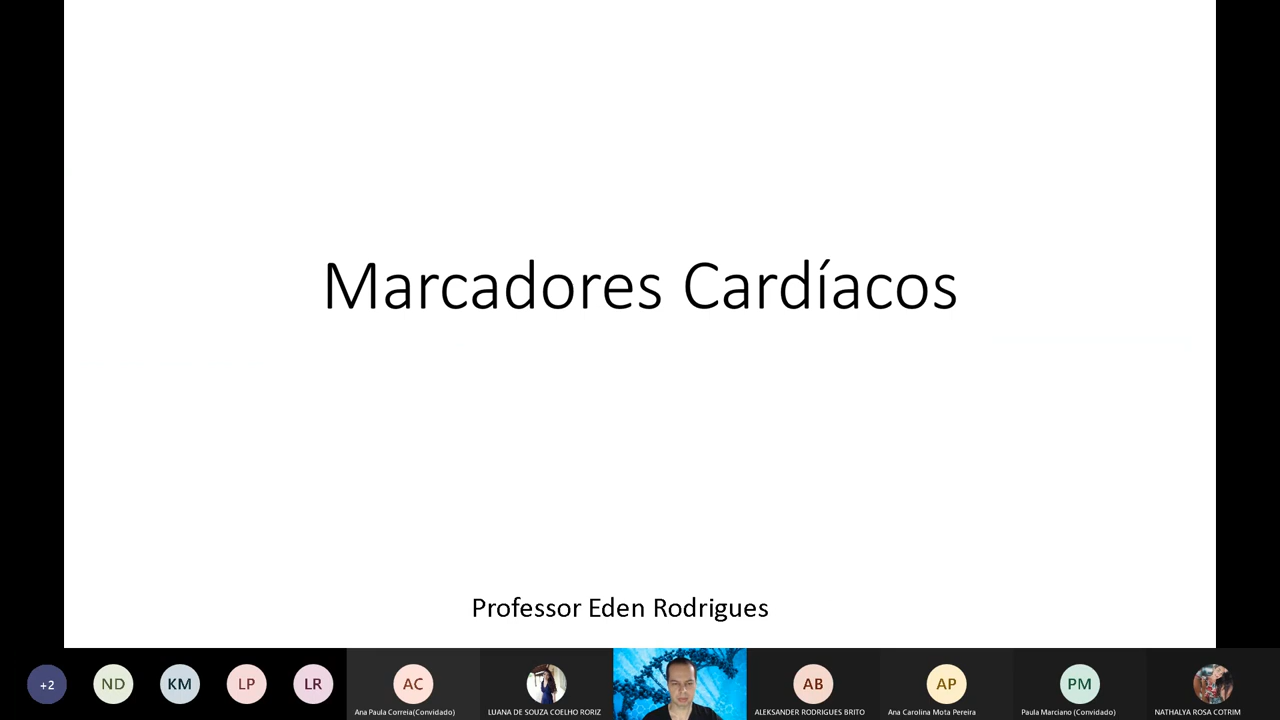 Marcadores Cardíacos
Professor Eden Rodrigues
+2
ND
KM
LP
LR
AC
AB
AP
PM
Ana Paula Correia(Convidado)
LUANA DE SOUZA COELHO RORIZ
ALEKSANDER RODRIGUES BRITO
Ana Carolina Mota Pereira
Paula Marciano (Convidado)
NATHALYA ROSA COTRIM